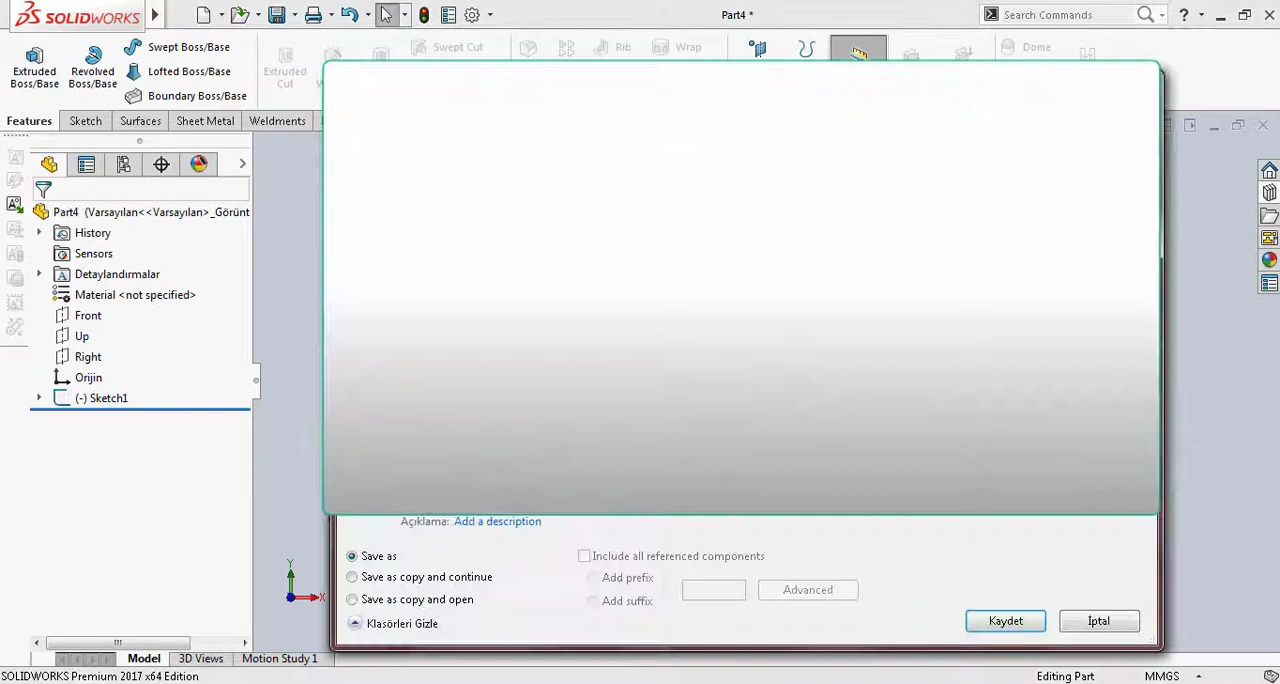 SOLIDWORKS
Part4 *
Search Commands
?
Extruded
Boss/Base
Revolved
Boss/Base
Swept Boss/Base
Lofted Boss/Base
Boundary Boss/Base
Extruded
Cut
Swept Cut
Rib
Wrap
Dome
Features
Sketch
Surfaces
Sheet Metal
Weldments
Part4 (Varsayılan<<Varsayılan>_Görünt
History
Sensors
Detaylandırmalar
Material <not specified>
Front
Up
Right
Orijin
(-) Sketch1
Y
X
Açıklama: Add a description
Save as
Save as copy and continue
Save as copy and open
Include all referenced components
Add prefix
Add suffix
Advanced
Klasörleri Gizle
Kaydet
İptal
Model
3D Views
Motion Study 1
SOLIDWORKS Premium 2017 x64 Edition
Editing Part
MMGS